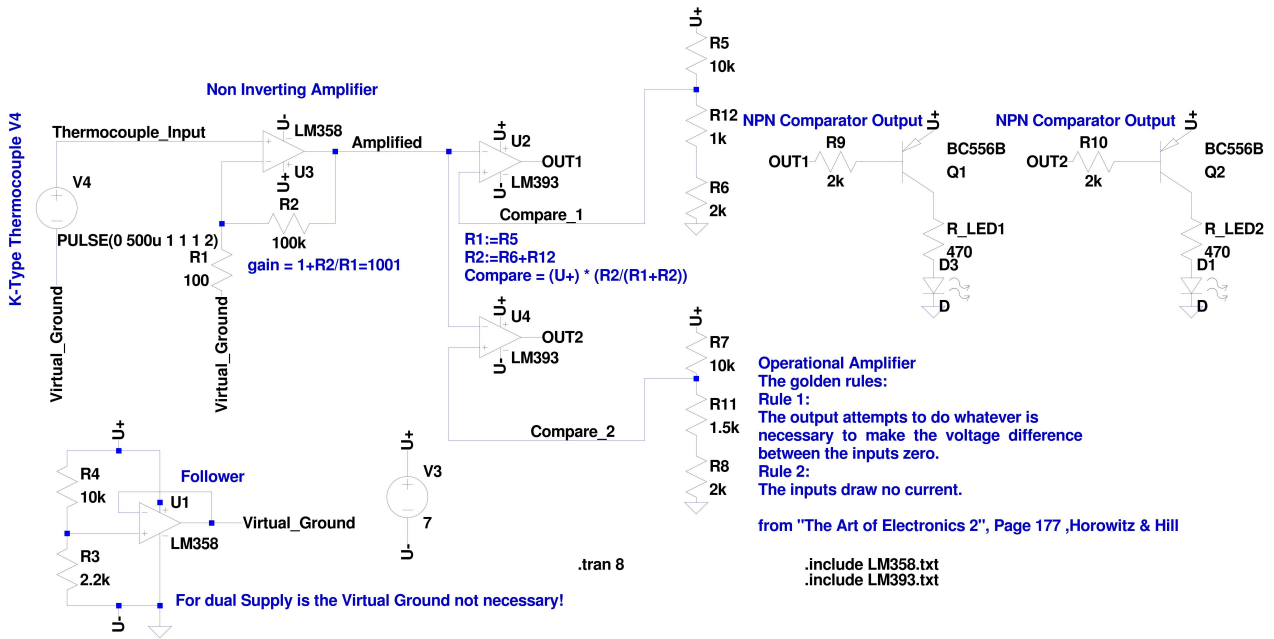 K-Type Thermocouple V4
Non Inverting Amplifier
Thermocouple_Input
V4
PULSE(0 500u 1 1 1 2)
Virtual_Ground
U-
LM358
U3
U+
R2
100k
R1
100
gain = 1+R2/R1=1001
Virtual_Ground
Amplified
U+
U2
OUT1
U-
LM393
Compare_1
R1:=R5
R2:=R6+R12
Compare = (U+) * (R2/(R1+R2))
U+
U4
OUT2
U-
LM393
Compare_2
U+
R5
10k
R12
1k
R6
2k
U+
R7
10k
R11
1.5k
R8
2k
NPN Comparator Output
U+
OUT1
R9
2k
BC556B
Q1
R_LED1
470
D3
D
NPN Comparator Output
U+
OUT2
R10
2k
BC556B
Q2
R_LED2
470
D1
D
Operational Amplifier
The golden rules:
Rule 1:
The output attempts to do whatever is
necessary to make the voltage difference
between the inputs zero.
Rule 2:
The inputs draw no current.
from "The Art of Electronics 2", Page 177 ,Horowitz & Hill
U+
R4
10k
Follower
U1
LM358
Virtual_Ground
R3
2.2k
U-
For dual Supply is the Virtual Ground not necessary!
U+
V3
7
U-
.tran 8
.include LM358.txt
.include LM393.txt